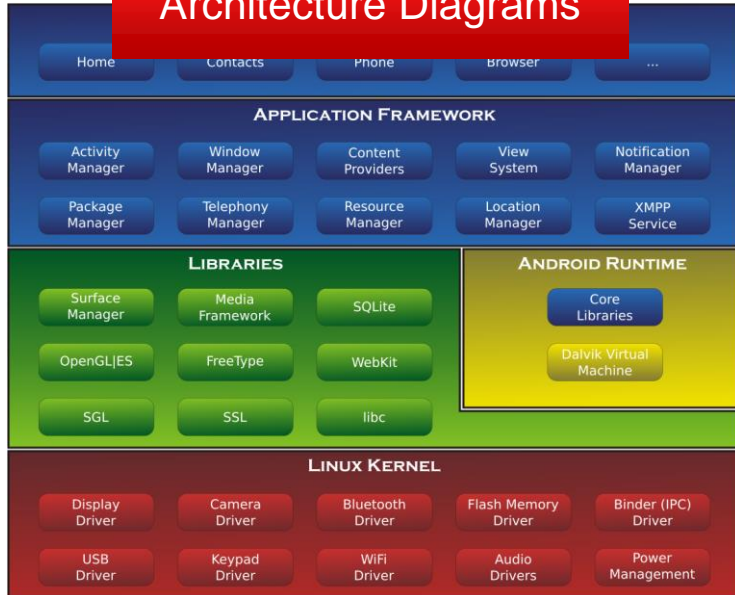 Architecture Diagrams
Home Contacts Phone Browser ...
APPLICATION FRAMEWORK
Activity Manager
Window Manager
Content Providers
View System
Notification Manager
Package Manager
Telephony Manager
Resource Manager
Location Manager
XMPP Service
LIBRARIES
Surface Manager
Media Framework
SQLite
OpenGL|ES
FreeType
WebKit
SGL
SSL
libc
ANDROID RUNTIME
Core Libraries
Dalvik Virtual Machine
LINUX KERNEL
Display Driver
Camera Driver
Bluetooth Driver
Flash Memory Driver
Binder (IPC) Driver
USB Driver
Keypad Driver
WiFi Driver
Audio Drivers
Power Management